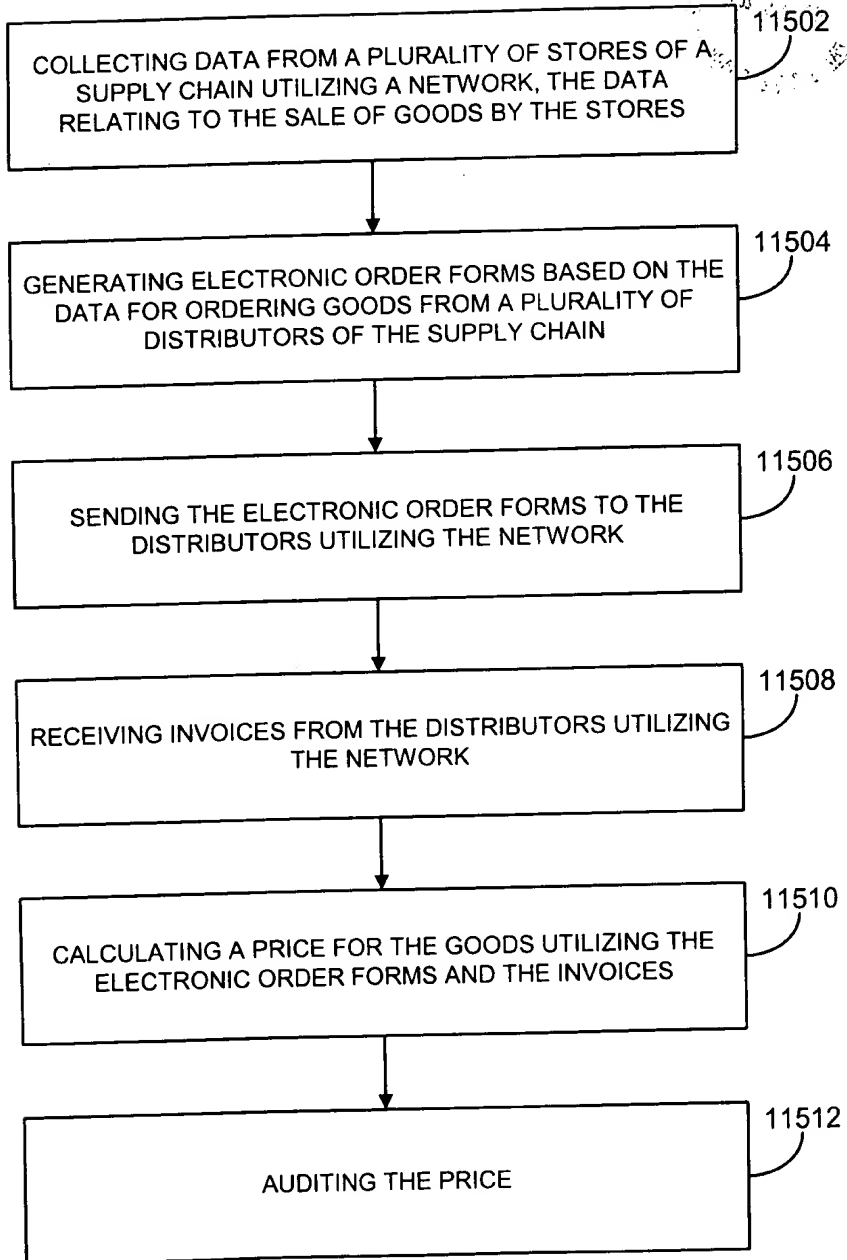 11502
COLLECTING DATA FROM A PLURALITY OF STORES OF A
SUPPLY CHAIN UTILIZING A NETWORK, THE DATA
RELATING TO THE SALE OF GOODS BY THE STORES
11504
GENERATING ELECTRONIC ORDER FORMS BASED ON THE
DATA FOR ORDERING GOODS FROM A PLURALITY OF
DISTRIBUTORS OF THE SUPPLY CHAIN
11506
SENDING THE ELECTRONIC ORDER FORMS TO THE
DISTRIBUTORS UTILIZING THE NETWORK
11508
RECEIVING INVOICES FROM THE DISTRIBUTORS UTILIZING
THE NETWORK
11510
CALCULATING A PRICE FOR THE GOODS UTILIZING THE
ELECTRONIC ORDER FORMS AND THE INVOICES
11512
AUDITING THE PRICE